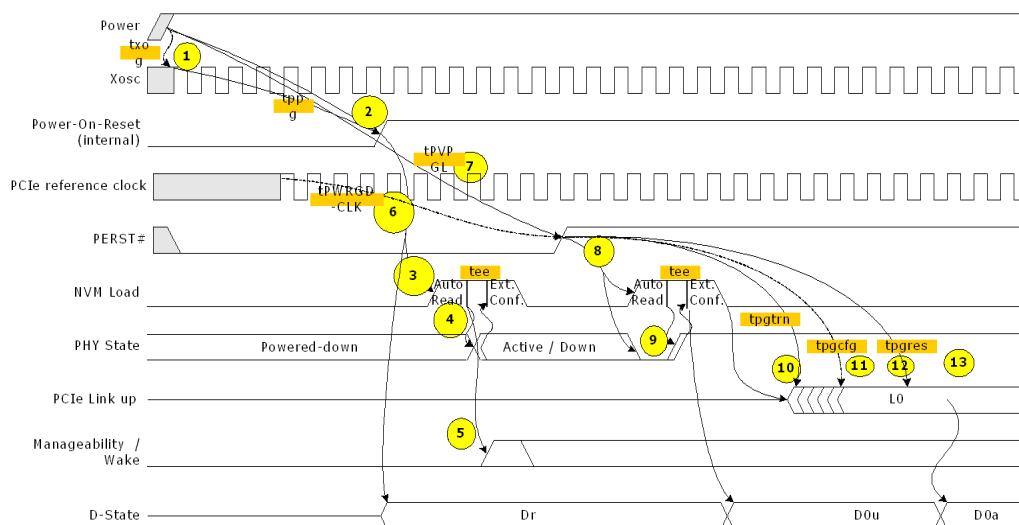 Power
txo
g
1
Xosc
tpp
g
2
Power-On-Reset
(internal)
tPVP
GL
7
PCIe reference clock
tPWRGD
-CLK
6
PERST#
8
3
tee
tee
NVM Load
Auto
Read
Ext.
Conf.
Auto
Read
Ext.
Conf.
4
tpgtrn
PHY State
Powered-down
Active / Down
9
tpgcfg
tpgres
10
11
12
13
PCIe Link up
L0
5
Manageability /
Wake
D-State
Dr
D0u
D0a